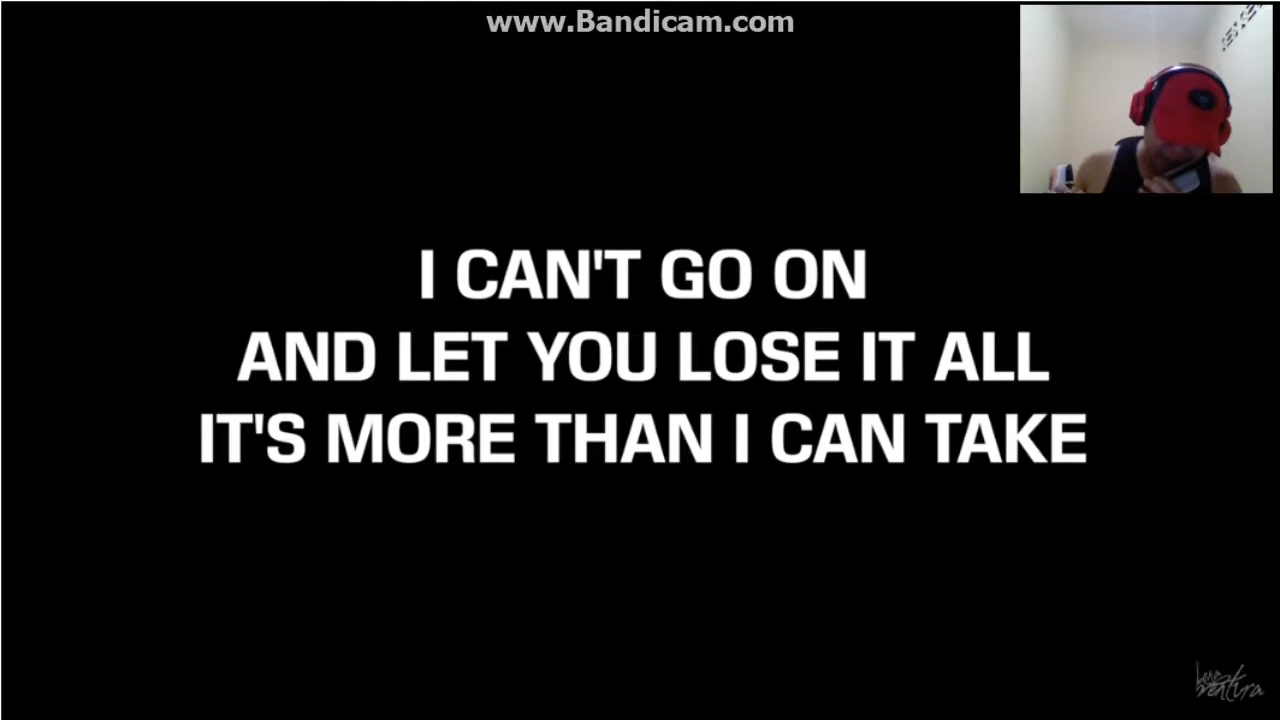 www.Bandicam.com
I CAN'T GO ON
AND LET YOU LOSE IT ALL
IT'S MORE THAN I CAN TAKE